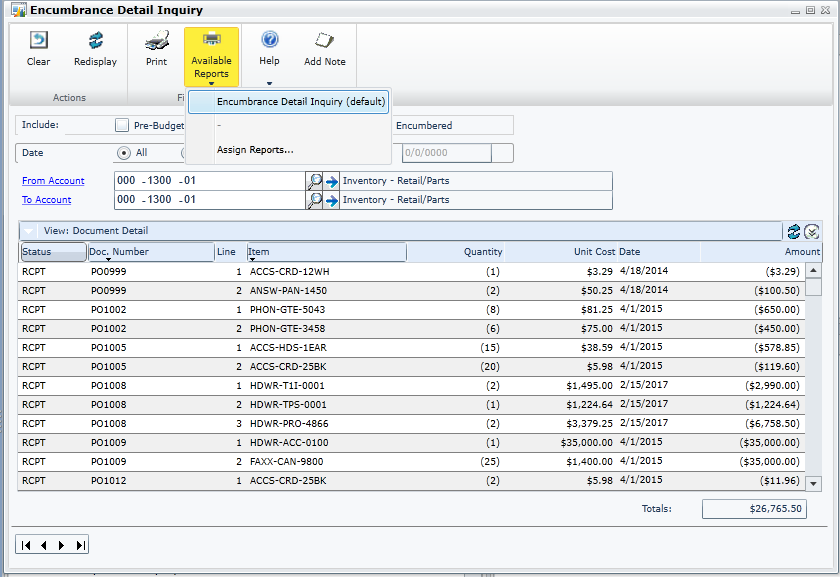 Encumbrance Detail Inquiry
Clear Redisplay Print Available Reports Help Add Note
Actions Fi
Encumbrance Detail Inquiry (default)
-
Assign Reports...
Include: Pre-Budget Encumbered
Date All 0/0/0000
From Account 000 -1300 -01 Inventory - Retail/Parts
To Account 000 -1300 -01 Inventory - Retail/Parts
View: Document Detail
Status Doc. Number Line Item Quantity Unit Cost Date Amount
RCPT PO0999 1 ACCS-CRD-12WH (1) $3.29 4/18/2014 ($3.29)
RCPT PO0999 2 ANSW-PAN-1450 (2) $50.25 4/18/2014 ($100.50)
RCPT PO1002 1 PHON-GTE-5043 (8) $81.25 4/1/2015 ($650.00)
RCPT PO1002 2 PHON-GTE-3458 (6) $75.00 4/1/2015 ($450.00)
RCPT PO1005 1 ACCS-HDS-1EAR (15) $38.59 4/1/2015 ($578.85)
RCPT PO1005 2 ACCS-CRD-25BK (20) $5.98 4/1/2015 ($119.60)
RCPT PO1008 1 HDWR-T1I-0001 (2) $1,495.00 2/15/2017 ($2,990.00)
RCPT PO1008 2 HDWR-TPS-0001 (1) $1,224.64 2/15/2017 ($1,224.64)
RCPT PO1008 3 HDWR-PRO-4866 (2) $3,379.25 2/15/2017 ($6,758.50)
RCPT PO1009 1 HDWR-ACC-0100 (1) $35,000.00 4/1/2015 ($35,000.00)
RCPT PO1009 2 FAXX-CAN-9800 (25) $1,400.00 4/1/2015 ($35,000.00)
RCPT PO1012 1 ACCS-CRD-25BK (2) $5.98 4/1/2015 ($11.96)
Totals: $26,765.50